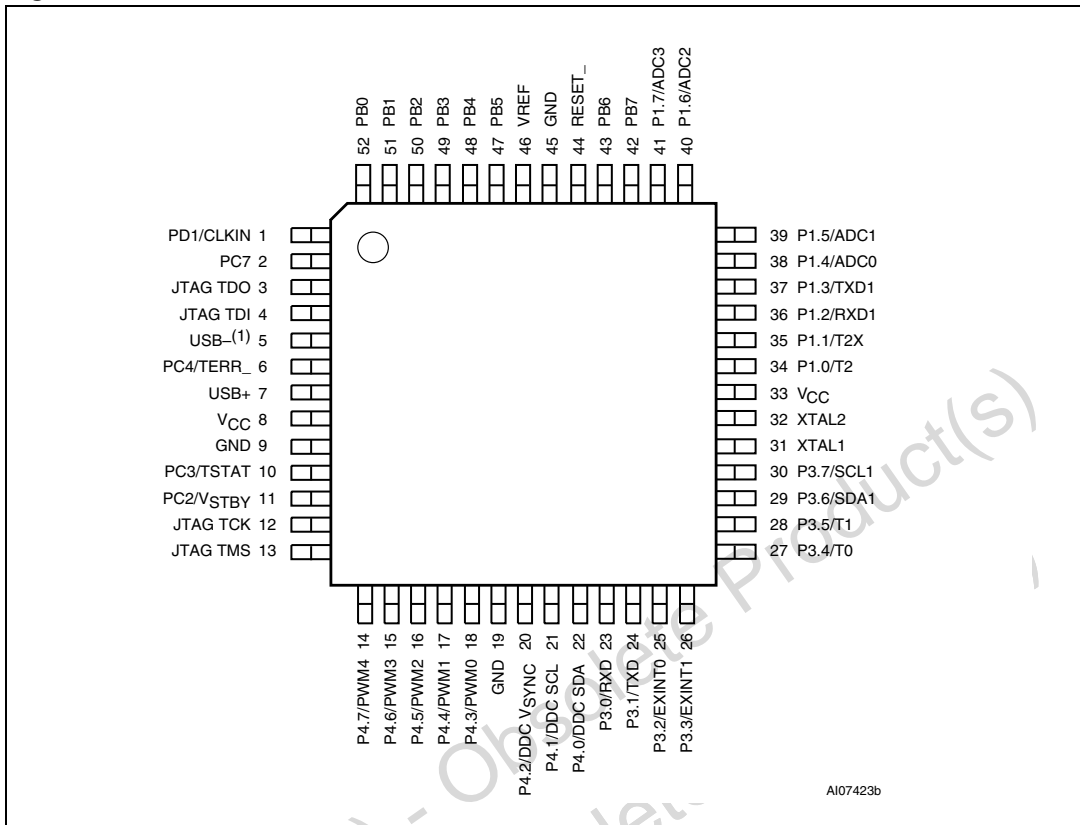 52 PB0
51 PB1
50 PB2
49 PB3
48 PB4
47 PB5
46 VREF
45 GND
44 RESET_
43 PB6
42 PB7
41 P1.7/ADC3
40 P1.6/ADC2
PD1/CLKIN 1
PC7 2
JTAG TDO 3
JTAG TDI 4
USB–(1) 5
PC4/TERR_ 6
USB+ 7
VCC 8
GND 9
PC3/TSTAT 10
PC2/VSTBY 11
JTAG TCK 12
JTAG TMS 13
39 P1.5/ADC1
38 P1.4/ADC0
37 P1.3/TXD1
36 P1.2/RXD1
35 P1.1/T2X
34 P1.0/T2
33 VCC
32 XTAL2
31 XTAL1
30 P3.7/SCL1
29 P3.6/SDA1
28 P3.5/T1
27 P3.4/T0
P4.7/PWM4 14
P4.6/PWM3 15
P4.5/PWM2 16
P4.4/PWM1 17
P4.3/PWM0 18
GND 19
P4.2/DDC VSYNC 20
P4.1/DDC SCL 21
P4.0/DDC SDA 22
P3.0/RXD 23
P3.1/TXD 24
P3.2/EXINT0 25
P3.3/EXINT1 26
) - Obsolete Product(s)
AI07423b